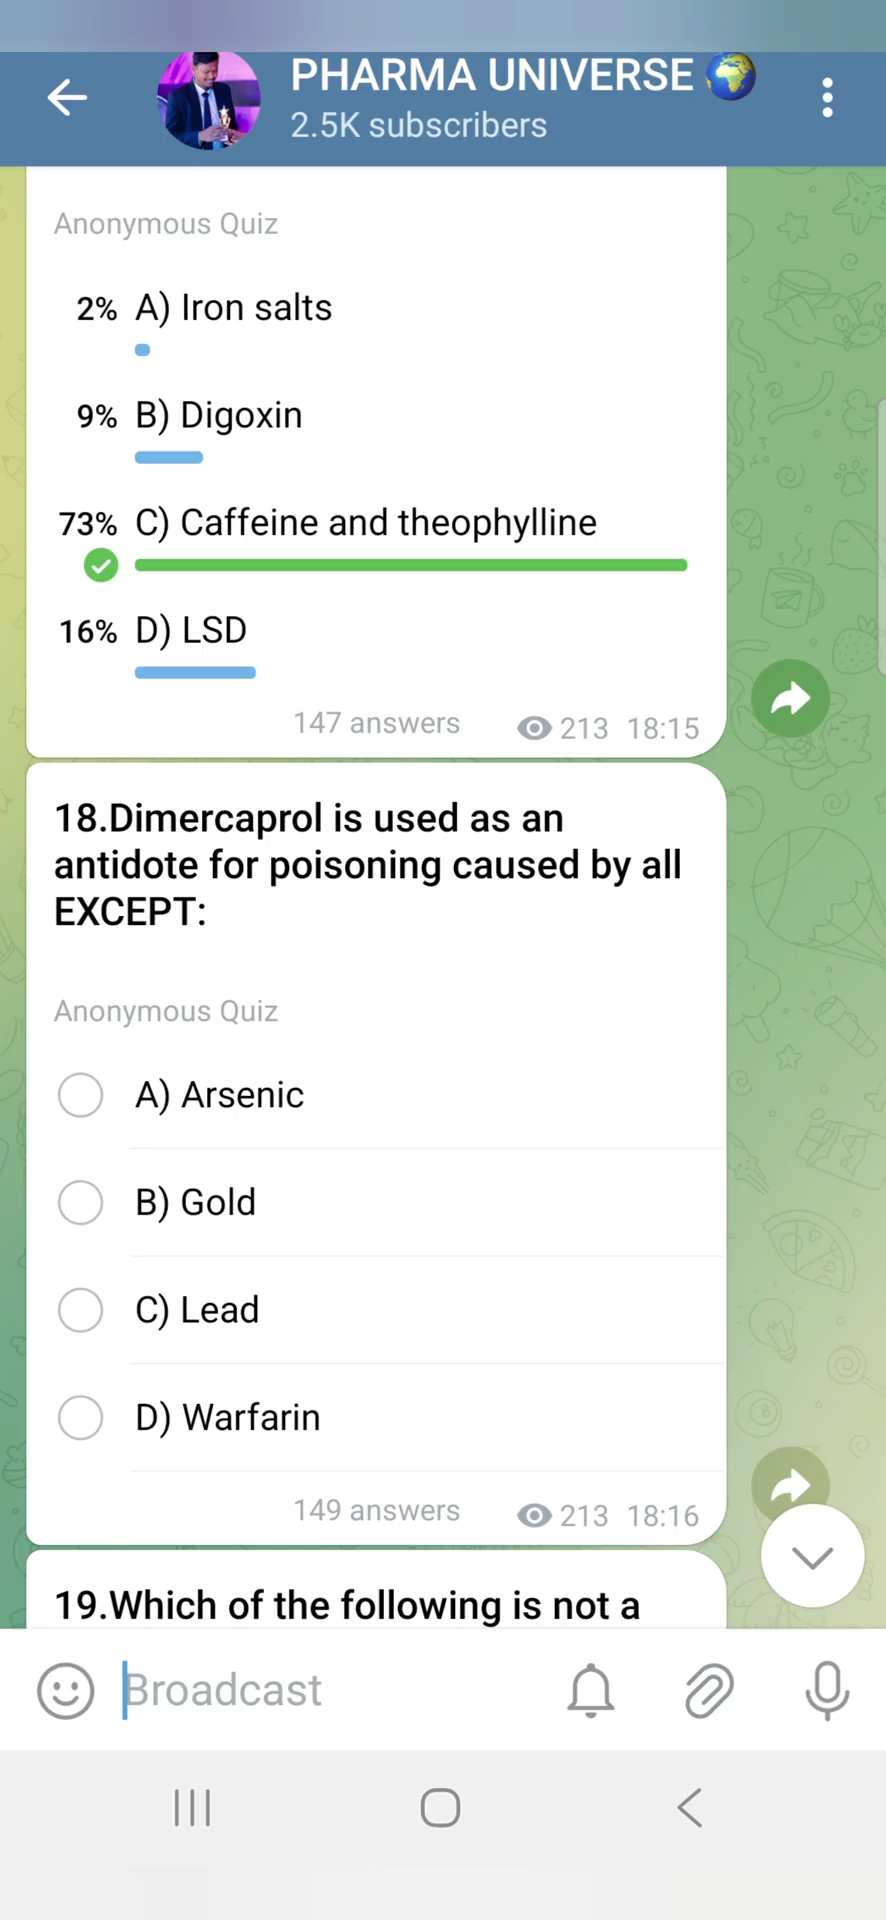 PHARMA UNIVERSE
2.5K subscribers
Anonymous Quiz
2% A) Iron salts
9% B) Digoxin
73% C) Caffeine and theophylline
16% D) LSD
147 answers 213 18:15
18.Dimercaprol is used as an
antidote for poisoning caused by all
EXCEPT:
Anonymous Quiz
A) Arsenic
B) Gold
C) Lead
D) Warfarin
149 answers 213 18:16
19.Which of the following is not a
Broadcast